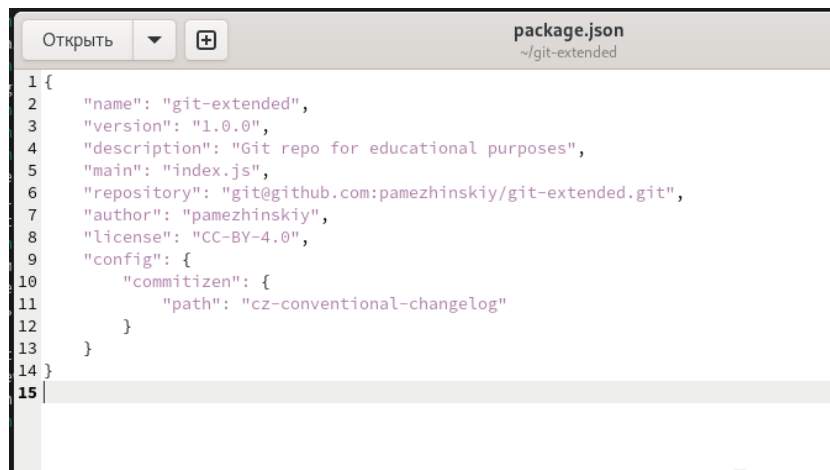 Открыть
package.json
~/git-extended
1 {
2     "name": "git-extended",
3     "version": "1.0.0",
4     "description": "Git repo for educational purposes",
5     "main": "index.js",
6     "repository": "git@github.com:pamezhinskiy/git-extended.git",
7     "author": "pamezhinskiy",
8     "license": "CC-BY-4.0",
9     "config": {
10         "commitizen": {
11             "path": "cz-conventional-changelog"
12         }
13     }
14 }
15